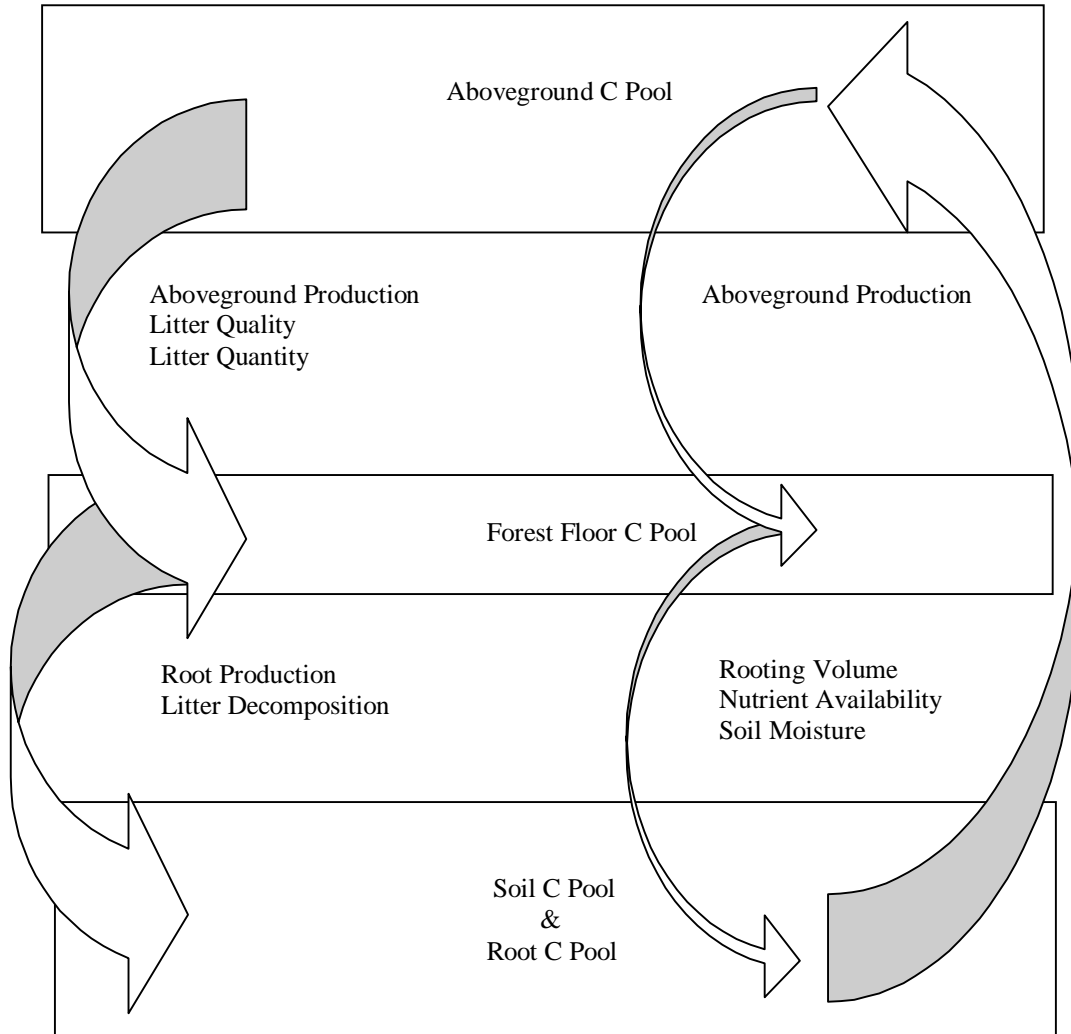 Aboveground C Pool
Aboveground Production
Litter Quality
Litter Quantity
Aboveground Production
Forest Floor C Pool
Root Production
Litter Decomposition
Rooting Volume
Nutrient Availability
Soil Moisture
Soil C Pool
&
Root C Pool